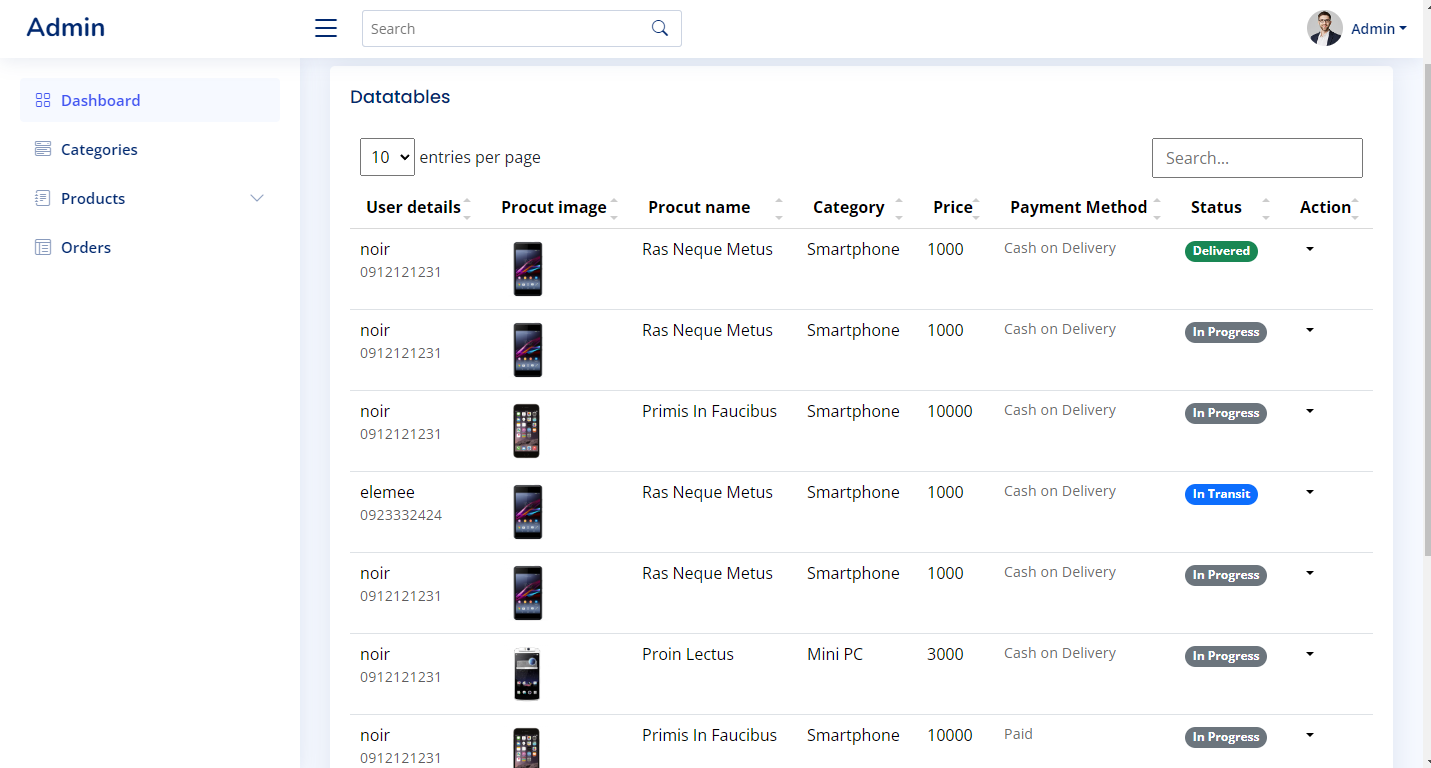 Admin
Search
Admin
Dashboard
Categories
Products
Orders
Datatables
10 entries per page
Search...
User details Procut image Procut name Category Price Payment Method Status Action
noir Ras Neque Metus Smartphone 1000 Cash on Delivery Delivered
0912121231
noir Ras Neque Metus Smartphone 1000 Cash on Delivery In Progress
0912121231
noir Primis In Faucibus Smartphone 10000 Cash on Delivery In Progress
0912121231
elemee Ras Neque Metus Smartphone 1000 Cash on Delivery In Transit
0923332424
noir Ras Neque Metus Smartphone 1000 Cash on Delivery In Progress
0912121231
noir Proin Lectus Mini PC 3000 Cash on Delivery In Progress
0912121231
noir Primis In Faucibus Smartphone 10000 Paid In Progress
0912121231